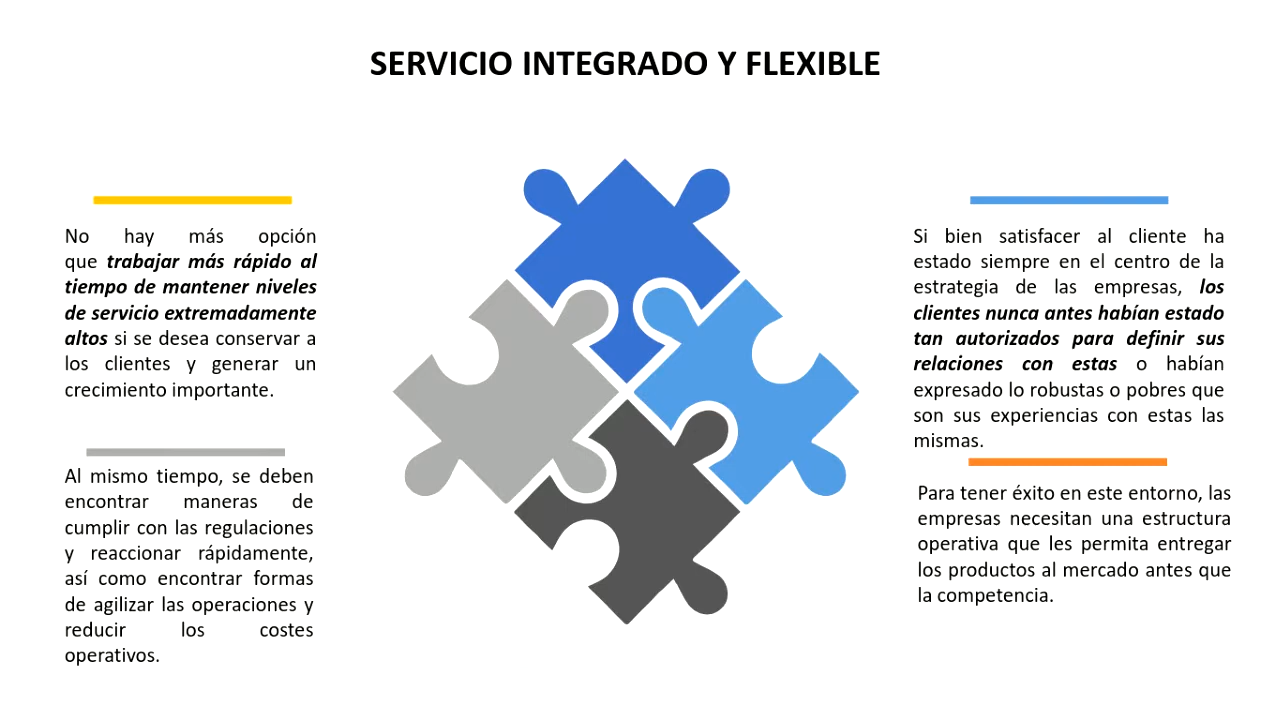 SERVICIO INTEGRADO Y FLEXIBLE
No hay más opción
que trabajar más rápido al
tiempo de mantener niveles
de servicio extremadamente
altos si se desea conservar a
los clientes y generar un
crecimiento importante.
Al mismo tiempo, se deben
encontrar maneras de
cumplir con las regulaciones
y reaccionar rápidamente,
así como encontrar formas
de agilizar las operaciones y
reducir los costes
operativos.
Si bien satisfacer al cliente ha
estado siempre en el centro de la
estrategia de las empresas, los
clientes nunca antes habían estado
tan autorizados para definir sus
relaciones con estas o habían
expresado lo robustas o pobres que
son sus experiencias con estas las
mismas.
Para tener éxito en este entorno, las
empresas necesitan una estructura
operativa que les permita entregar
los productos al mercado antes que
la competencia.